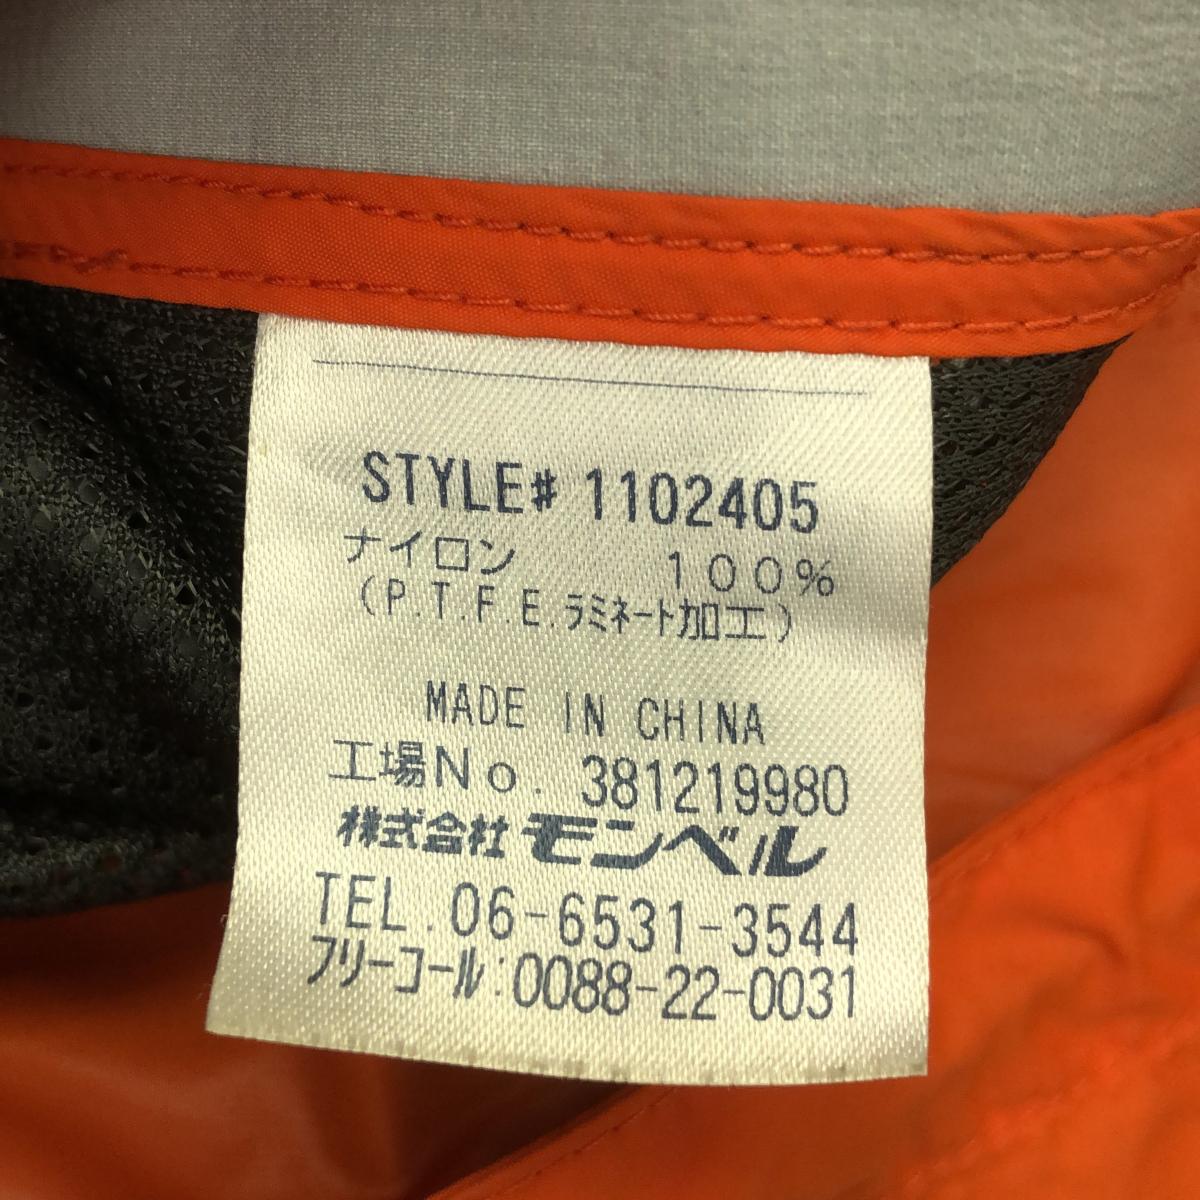 STYLE# 1102405
ナイロン 100%
(P.T.F.E.ラミネート加工)
MADE IN CHINA
工場No. 381219980
株式会社 モンベル
TEL.06-6531-3544
フリーコール:0088-22-0031